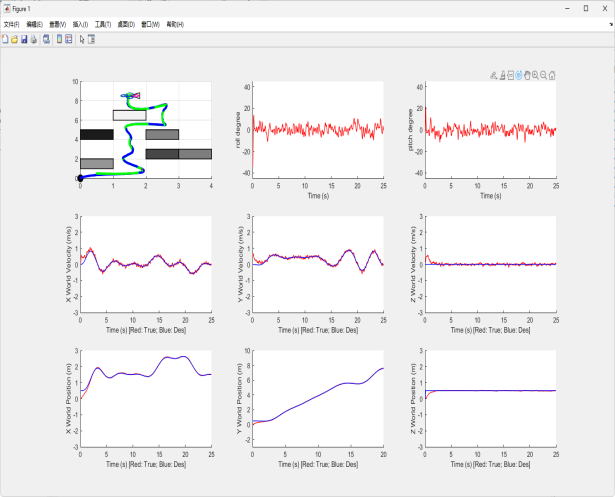 Figure 1
文件(F) 编辑(E) 查看(V) 插入(I) 工具(T) 桌面(D) 窗口(W) 帮助(H)
10
8
6
4
2
0
0 1 2 3 4
roll degree
40
20
0
-20
-40
0 5 10 15 20 25
Time (s)
pitch degree
40
20
0
-20
-40
0 5 10 15 20 25
Time (s)
X World Velocity (m/s)
3
2
1
0
-1
-2
-3
0 5 10 15 20 25
Time (s) [Red: True; Blue: Des]
Y World Velocity (m/s)
3
2
1
0
-1
-2
-3
0 5 10 15 20 25
Time (s) [Red: True; Blue: Des]
Z World Velocity (m/s)
3
2
1
0
-1
-2
-3
0 5 10 15 20 25
Time (s) [Red: True; Blue: Des]
X World Position (m)
3
2
1
0
-1
-2
-3
0 5 10 15 20 25
Time (s) [Red: True; Blue: Des]
Y World Position (m)
10
8
6
4
2
0
-2
0 5 10 15 20
Time (s) [Red: True; Blue: Des]
Z World Position (m)
3
2
1
0
-1
-2
-3
0 5 10 15 20 25
Time (s) [Red: True; Blue: Des]